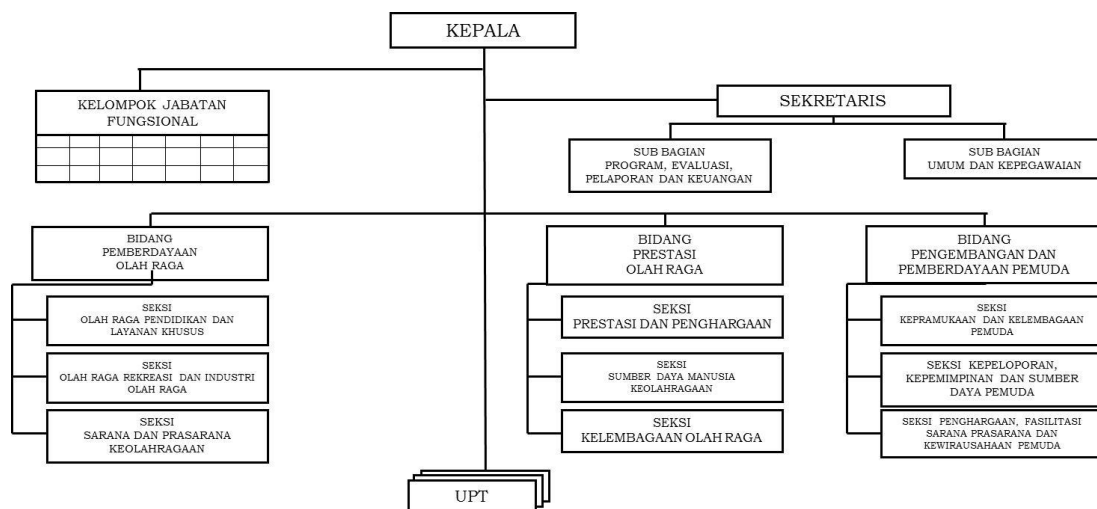 KEPALA
KELOMPOK JABATAN
FUNGSIONAL
SEKRETARIS
SUB BAGIAN
PROGRAM, EVALUASI,
PELAPORAN DAN KEUANGAN
SUB BAGIAN
UMUM DAN KEPEGAWAIAN
BIDANG
PEMBERDAYAAN
OLAH RAGA
SEKSI
OLAH RAGA PENDIDIKAN DAN
LAYANAN KHUSUS
SEKSI
OLAH RAGA REKREASI DAN INDUSTRI
OLAH RAGA
SEKSI
SARANA DAN PRASARANA
KEOLAHRAGAAN
BIDANG
PRESTASI
OLAH RAGA
SEKSI
PRESTASI DAN PENGHARGAAN
SEKSI
SUMBER DAYA MANUSIA
KEOLAHRAGAAN
SEKSI
KELEMBAGAAN OLAH RAGA
BIDANG
PENGEMBANGAN DAN
PEMBERDAYAAN PEMUDA
SEKSI
KEPRAMUKAAN DAN KELEMBAGAAN
PEMUDA
SEKSI KEPELOPORAN,
KEPEMIMPINAN DAN SUMBER
DAYA PEMUDA
SEKSI PENGHARGAAN, FASILITASI
SARANA PRASARANA DAN
KEWIRAUSAHAAN PEMUDA
UPT